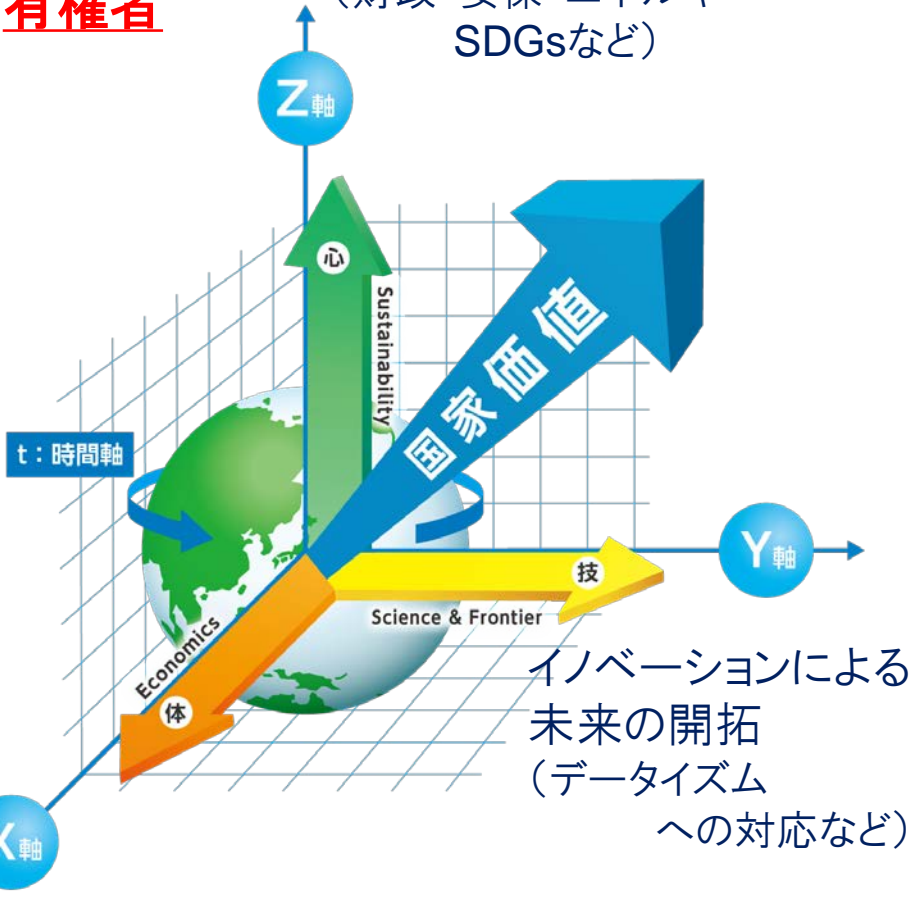 有権者
SDGsなど）
Z軸
心
Sustainability
国家価値
t：時間軸
Y軸
技
Science & Frontier
Economics
体
イノベーションによる
未来の開拓
（データイズム
への対応など）
X軸